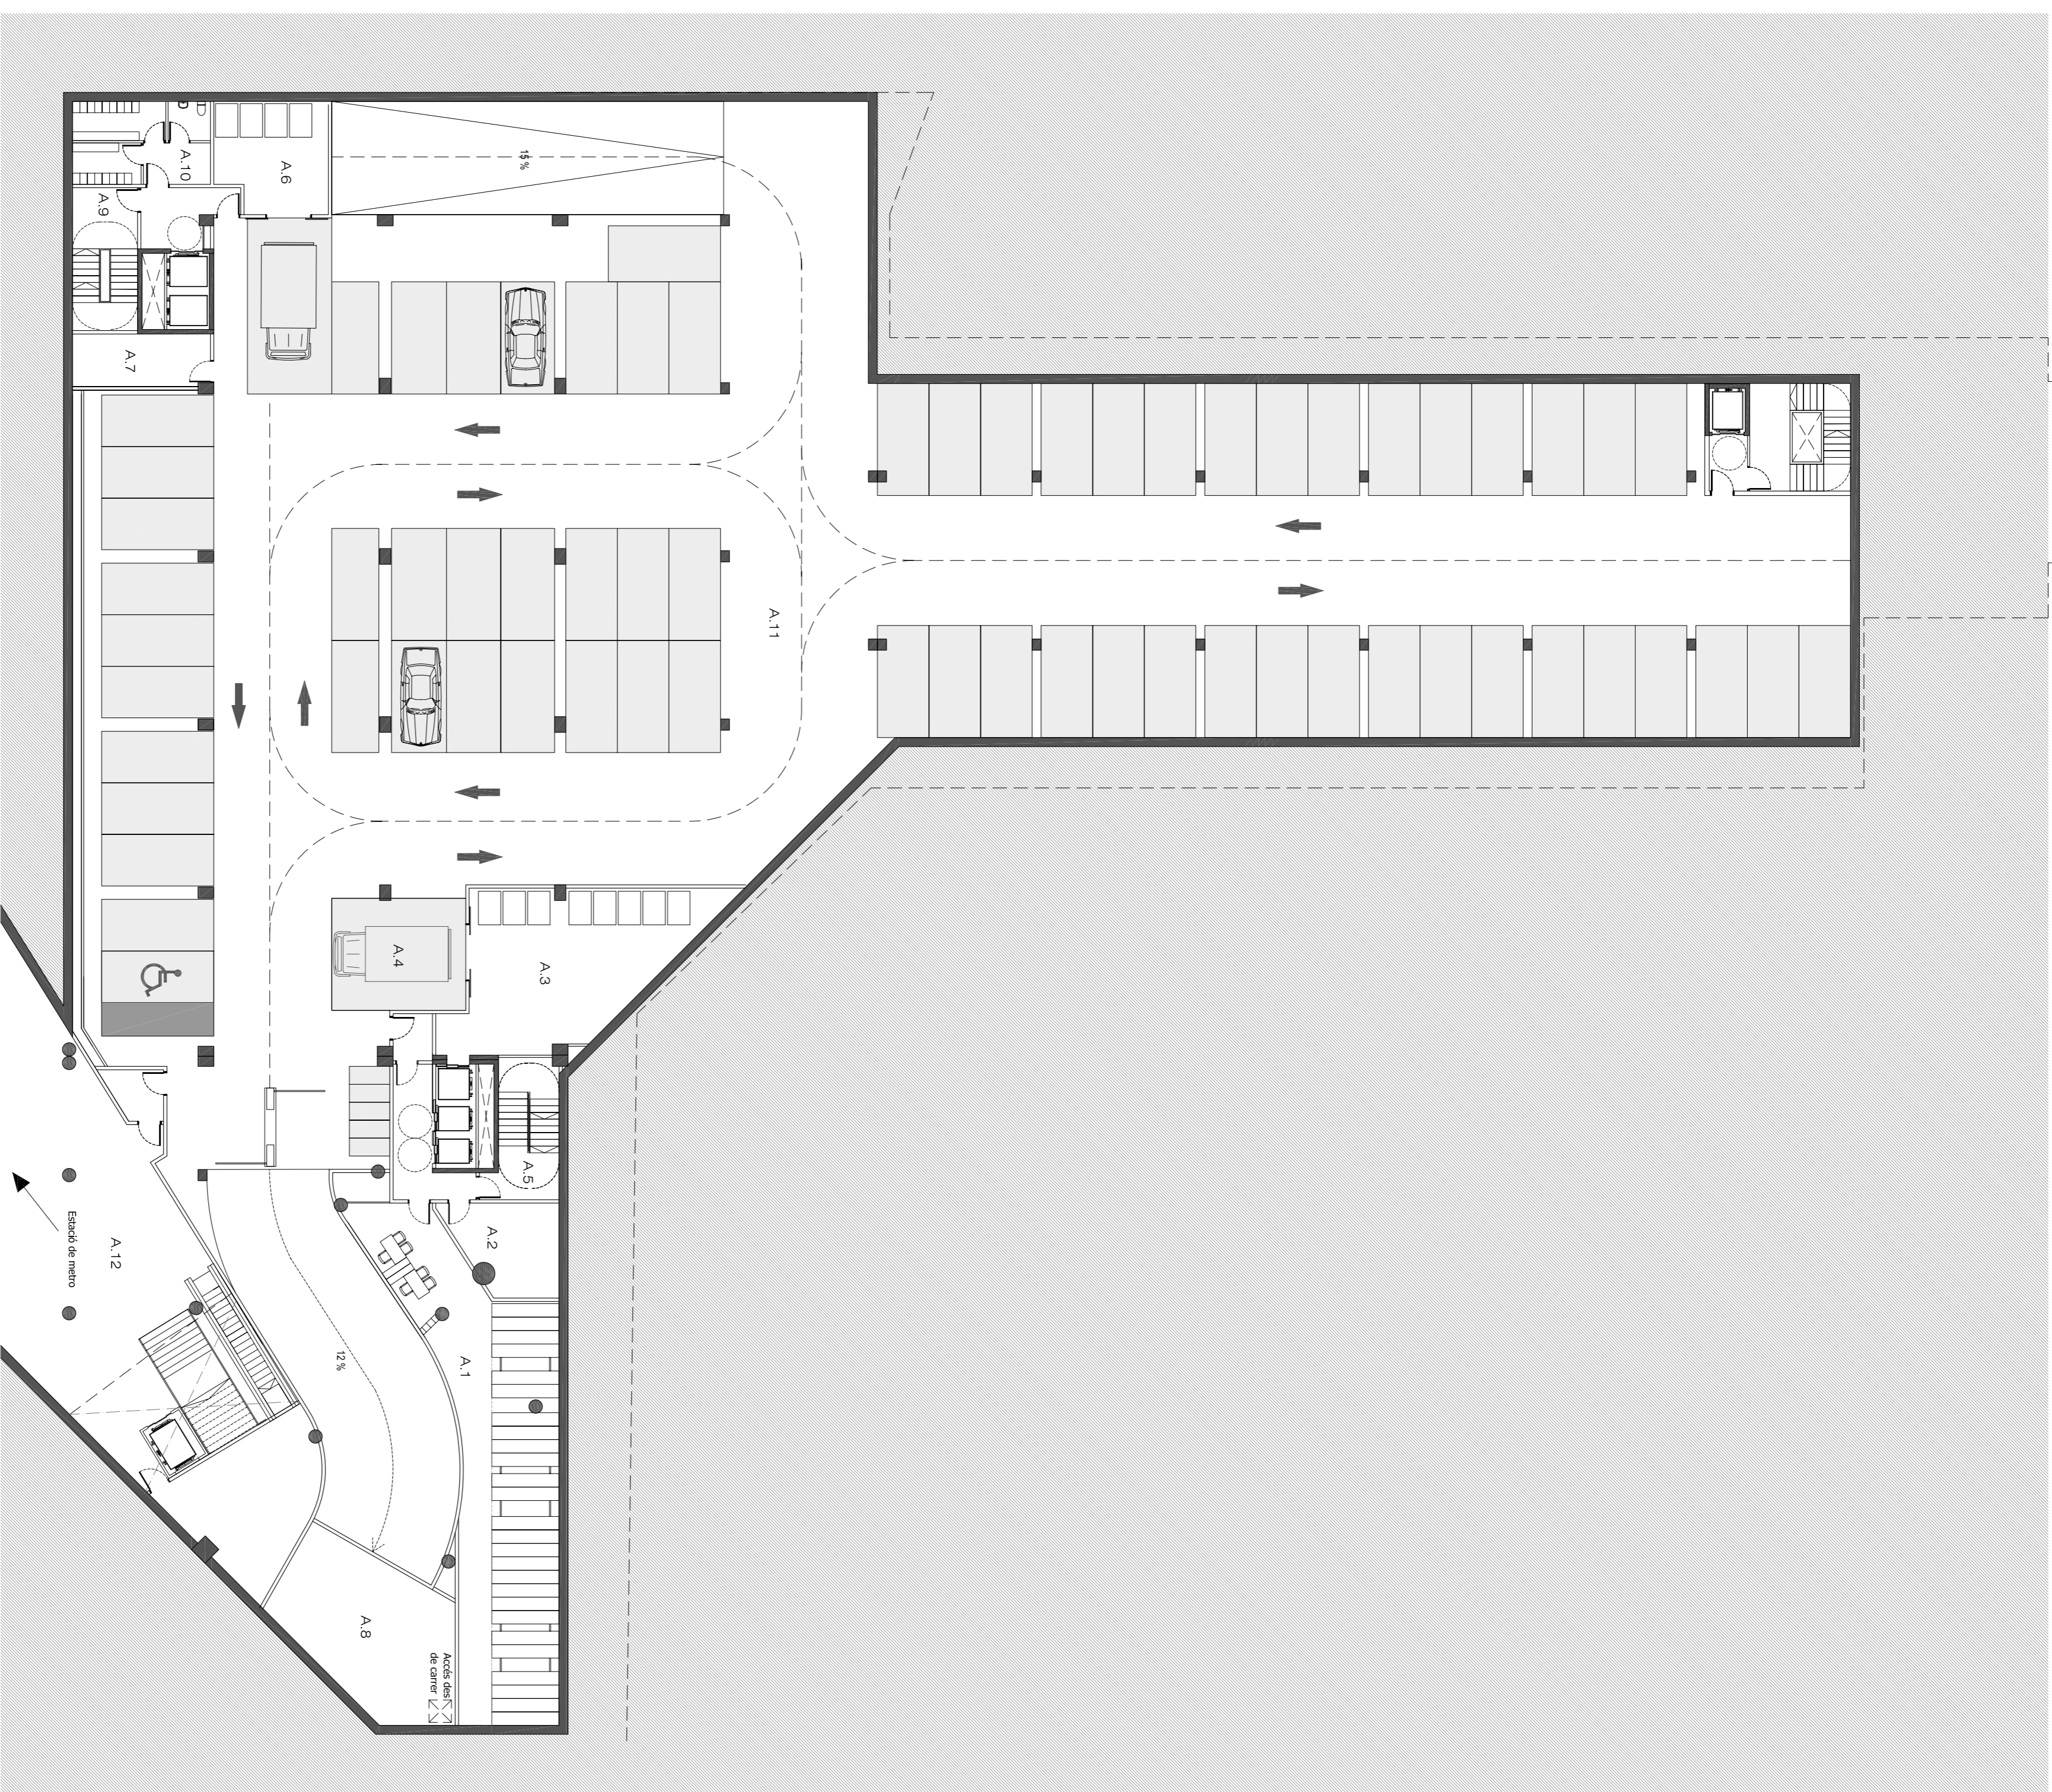 A.10
A.6
15 %
A.9
A.7
A.11
A.4
A.3
A.5
A.2
A.12
Estació de metro
12 %
A.1
A.8
Accés des
de carrer